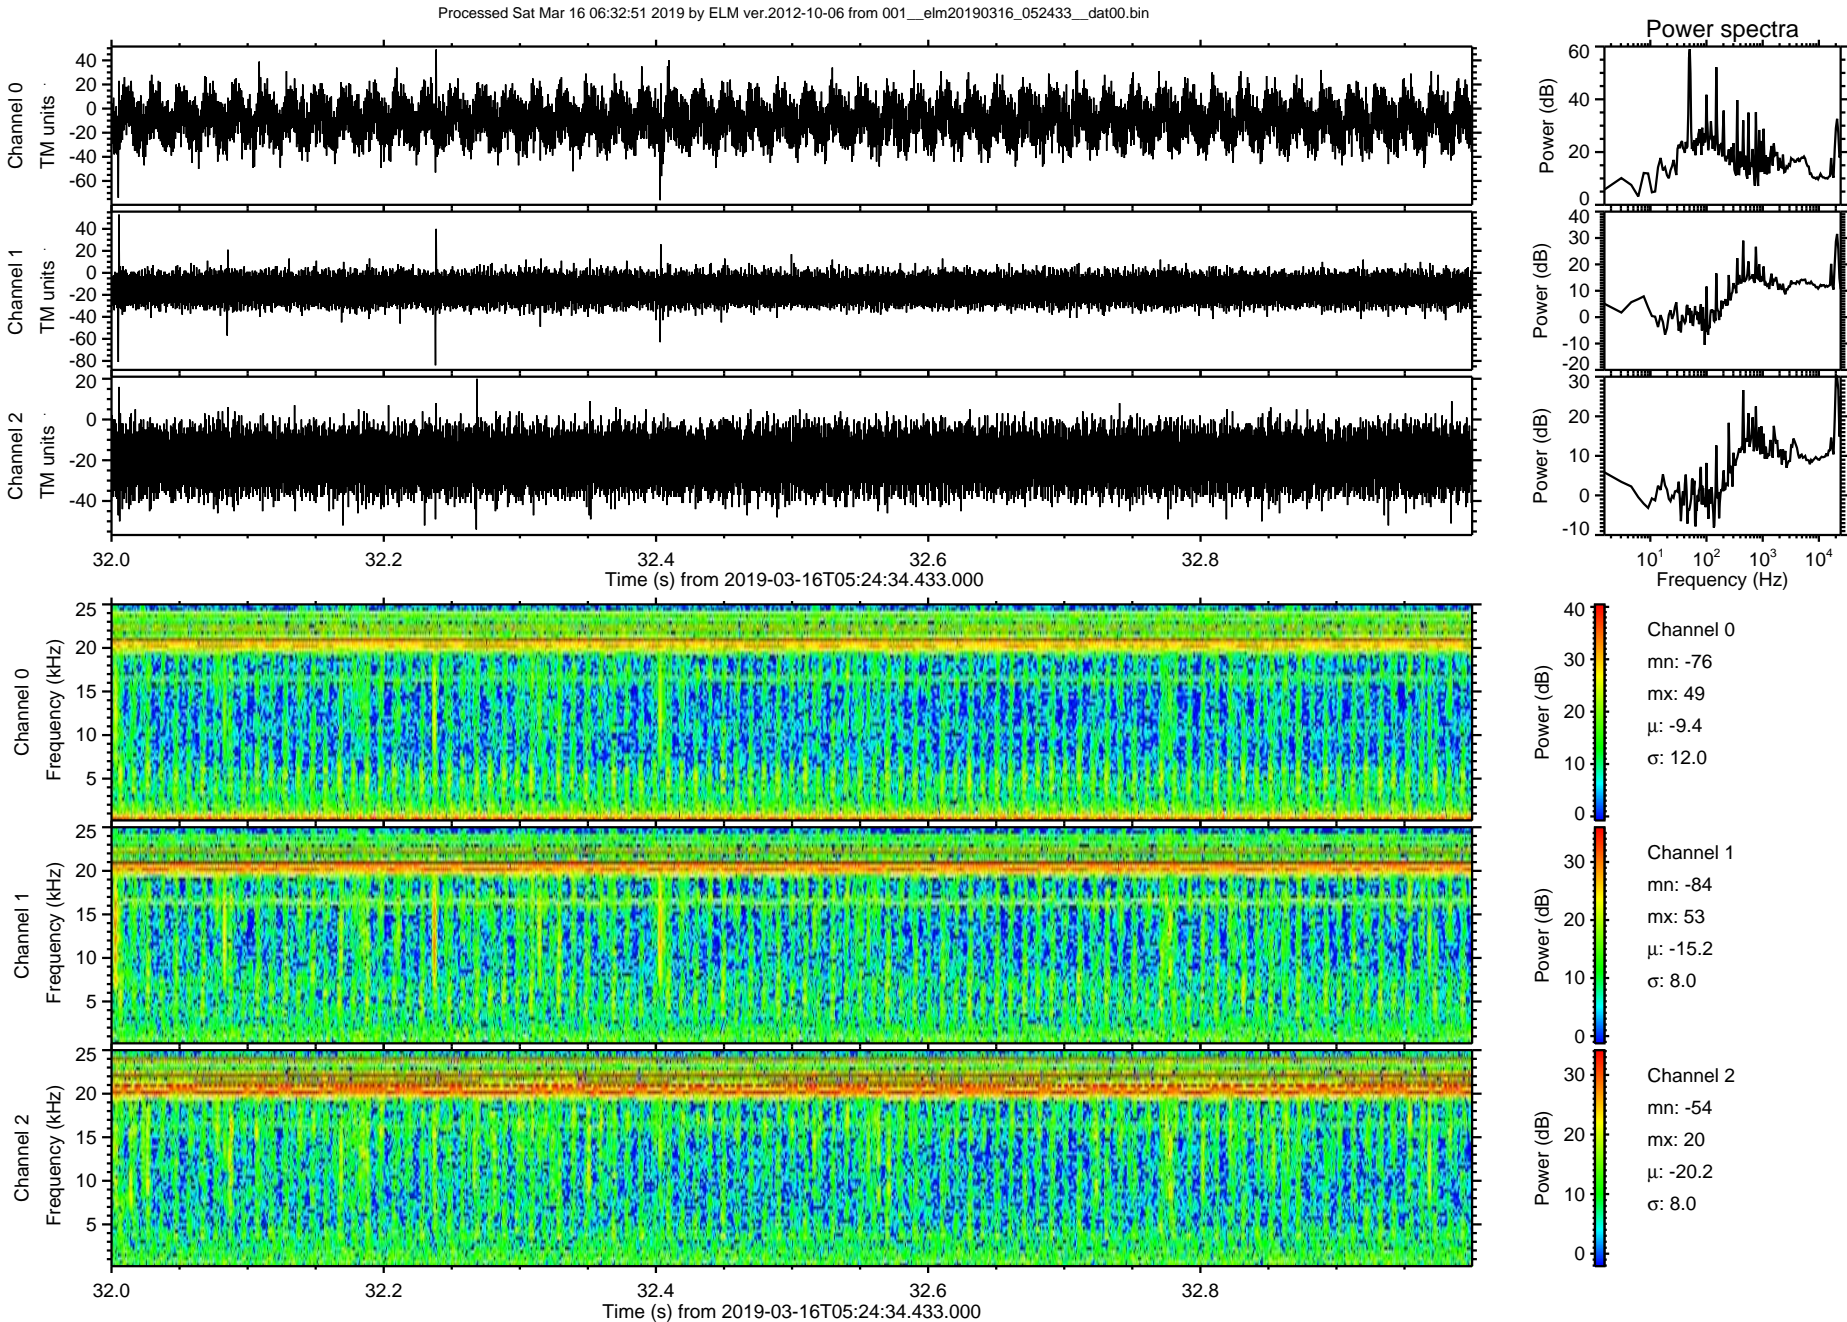 Processed Sat Mar 16 06:32:51 2019 by ELM ver.2012-10-06 from 001__elm20190316_052433__dat00.bin
Power spectra
Channel 0
TM units
40
20
0
-20
-40
-60
Power (dB)
60
40
20
0
Channel 1
TM units
40
20
0
-20
-40
-60
-80
Power (dB)
40
30
20
10
0
-10
-20
Channel 2
TM units
20
0
-20
-40
Power (dB)
30
20
10
0
-10
32.0 32.2 32.4 32.6 32.8
Time (s) from 2019-03-16T05:24:34.433.000
10^1 10^2 10^3 10^4
Frequency (Hz)
Channel 0
Frequency (kHz)
25
20
15
10
5
Power (dB)
40
30
20
10
0
Channel 0
mn: -76
mx: 49
µ: -9.4
σ: 12.0
Channel 1
Frequency (kHz)
25
20
15
10
5
Power (dB)
30
20
10
0
Channel 1
mn: -84
mx: 53
µ: -15.2
σ: 8.0
Channel 2
Frequency (kHz)
25
20
15
10
5
Power (dB)
30
20
10
0
Channel 2
mn: -54
mx: 20
µ: -20.2
σ: 8.0
32.0 32.2 32.4 32.6 32.8
Time (s) from 2019-03-16T05:24:34.433.000